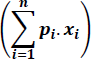 (∑_{i=1}^{n} p_i.x_i)